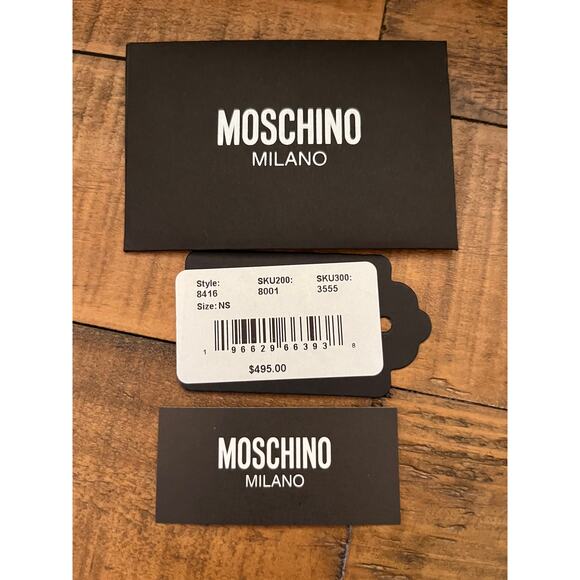 MOSCHINO
MILANO
Style: SKU200: SKU300:
8416 8001 3555
Size: NS
1 96629 66393 8
$495.00
MOSCHINO
MILANO